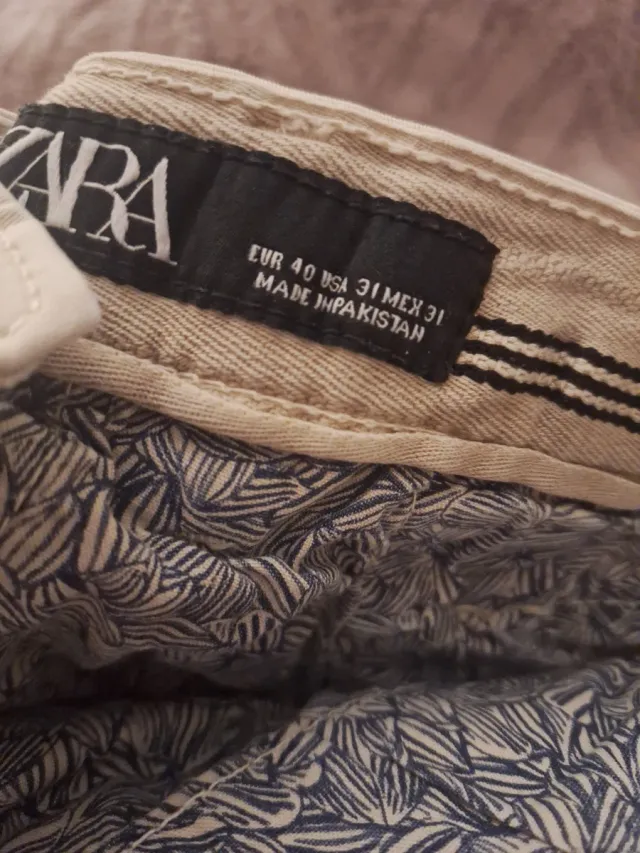 ZARA
EUR 40 USA 31 MEX 31
MADE IN PAKISTAN